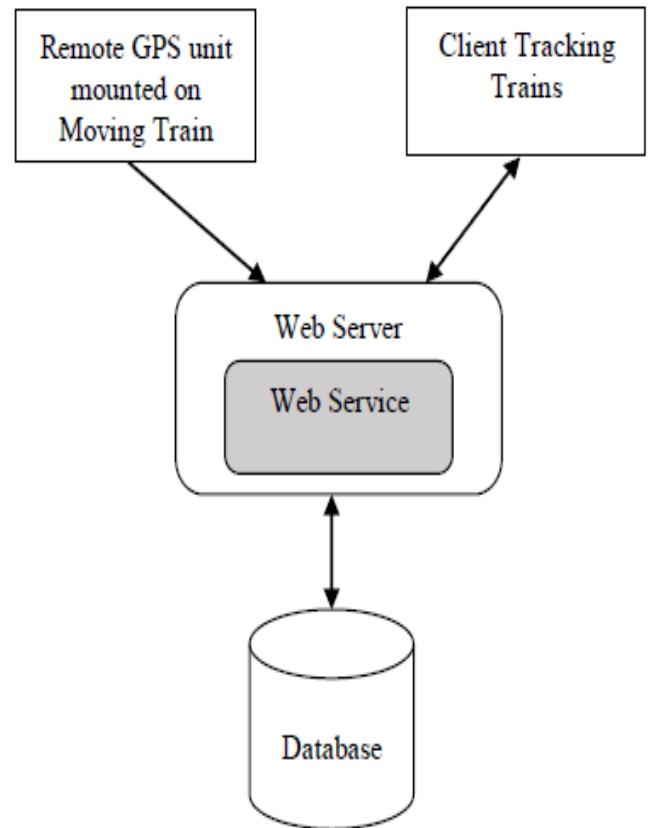 Remote GPS unit
mounted on
Moving Train
Client Tracking
Trains
Web Server
Web Service
Database